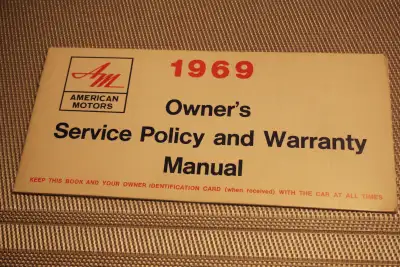 AM
AMERICAN
MOTORS
1969
Owner's
Service Policy and Warranty
Manual
KEEP THIS BOOK AND YOUR OWNER IDENTIFICATION CARD (when received) WITH THE CAR AT ALL TIMES